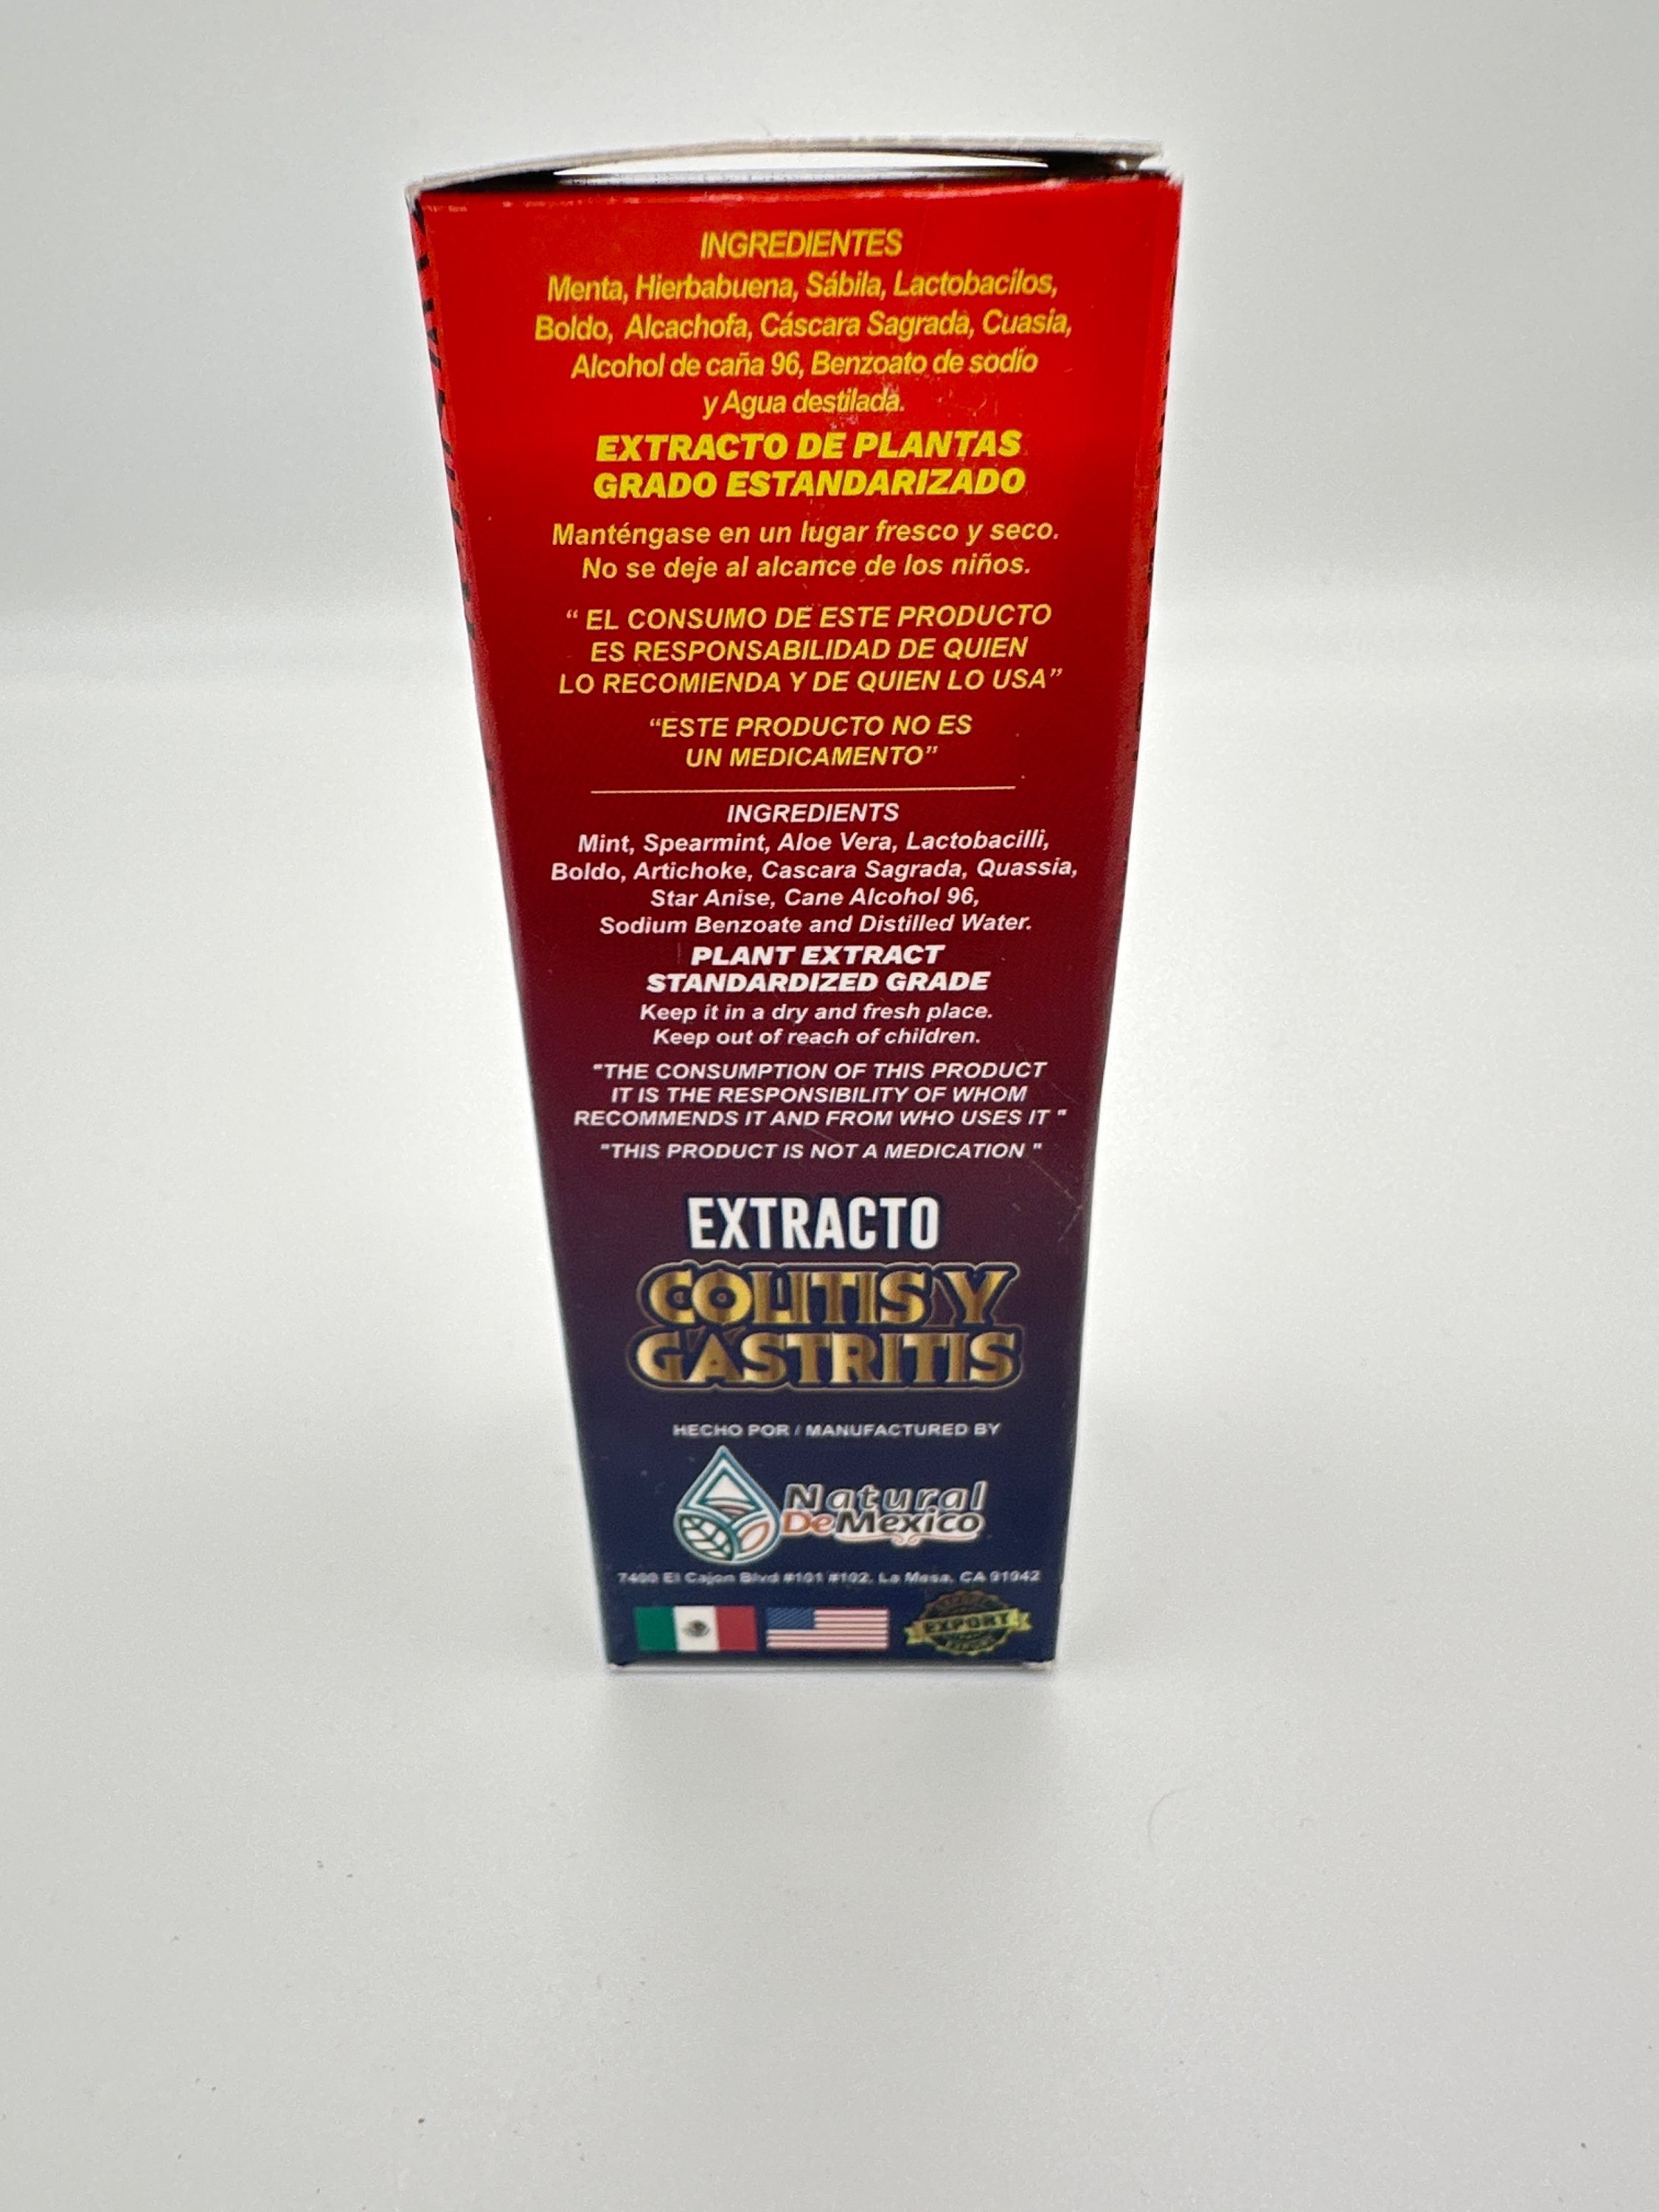 INGREDIENTES
Menta, Hierbabuena, Sábila, Lactobacílos,
Boldo, Alcachofa, Cáscara Sagrada, Cuasia,
Alcohol de caña 96, Benzoato de sodío
y Agua destilada.
EXTRACTO DE PLANTAS
GRADO ESTANDARIZADO
Manténgase en un lugar fresco y seco.
No se deje al alcance de los niños.
“ EL CONSUMO DE ESTE PRODUCTO
ES RESPONSABILIDAD DE QUIEN
LO RECOMIENDA Y DE QUIEN LO USA”
“ESTE PRODUCTO NO ES
UN MEDICAMENTO”
INGREDIENTS
Mint, Spearmint, Aloe Vera, Lactobacilli,
Boldo, Artichoke, Cascara Sagrada, Quassia,
Star Anise, Cane Alcohol 96,
Sodium Benzoate and Distilled Water.
PLANT EXTRACT
STANDARDIZED GRADE
Keep it in a dry and fresh place.
Keep out of reach of children.
"THE CONSUMPTION OF THIS PRODUCT
IT IS THE RESPONSIBILITY OF WHOM
RECOMMENDS IT AND FROM WHO USES IT "
"THIS PRODUCT IS NOT A MEDICATION "
EXTRACTO
COLITIS Y
GASTRITIS
HECHO POR / MANUFACTURED BY
Natural
DeMexico
7400 El Cajon Blvd #101 #102, La Mesa, CA 91942
EXPORT